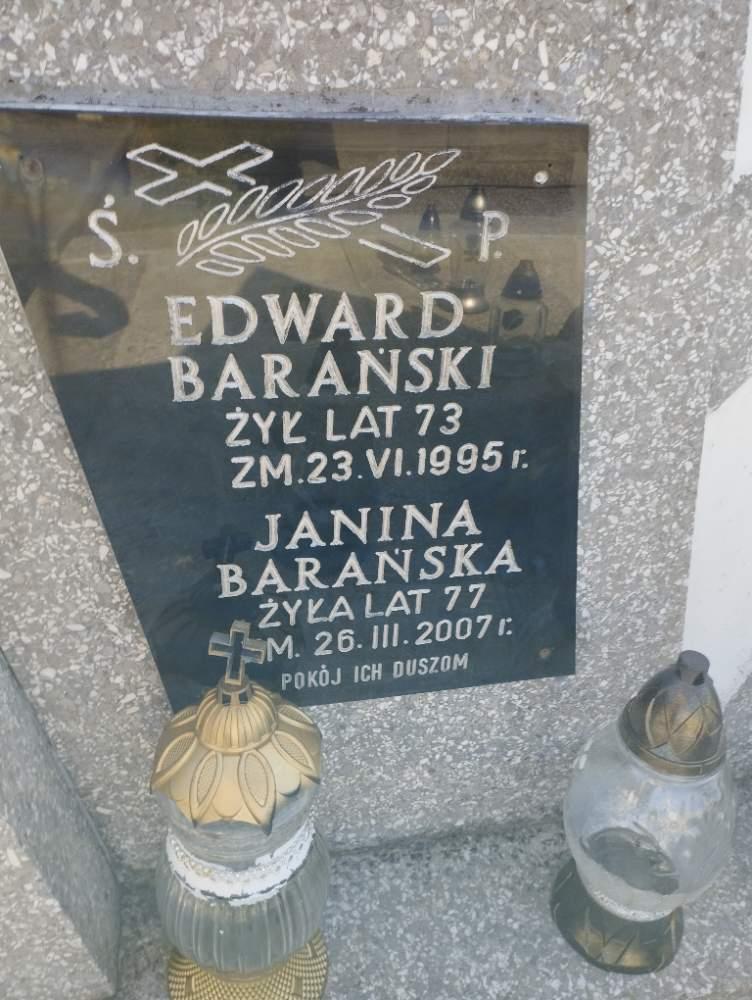 Ś. P.
EDWARD
BARAŃSKI
ŻYŁ LAT 73
ZM. 23. VI. 1995 r.
JANINA
BARAŃSKA
ŻYŁA LAT 77
M. 26. III. 2007 r.
POKÓJ ICH DUSZOM